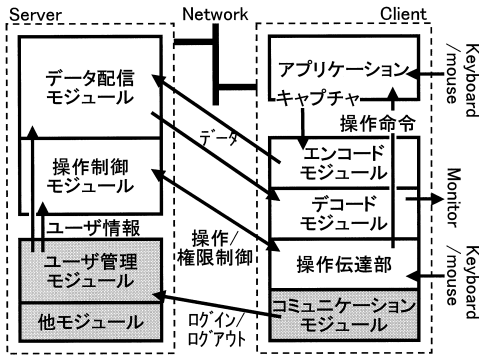 Server
Network
Client
データ配信
モジュール
操作制御
モジュール
ユーザ情報
ユーザ管理
モジュール
他モジュール
データ
操作/
権限制御
ログイン/
ログアウト
アプリケーション
キャプチャ
操作命令
エンコード
モジュール
デコード
モジュール
操作伝達部
コミュニケーション
モジュール
Keyboard
/mouse
Monitor
Keyboard
/mouse